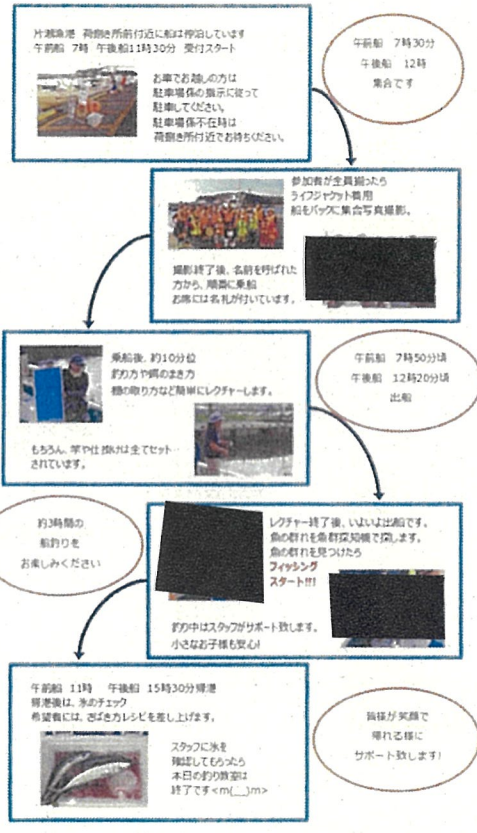 片瀬漁港　荷捌き所前付近に船は停泊しています
午前船　7時　午後船11時30分　受付スタート
お車でお越しの方は
駐車場係の指示に従って
駐車してください。
駐車場係不在時は
荷捌き所付近でお待ちください。
午前船　7時30分
午後船　12時
集合です
参加者が全員揃ったら
ライフジャケット着用
船をバックに集合写真撮影。
撮影終了後、名前を呼ばれた
方から、順番に乗船
お席には名札が付いています。
乗船後、約10分位
釣り方や餌のまき方
棚の取り方など簡単にレクチャーします。
もちろん、竿や仕掛けは全てセット
されています。
午前船　7時50分頃
午後船　12時20分頃
出船
約3時間の
船釣りを
お楽しみください
レクチャー終了後、いよいよ出船です。
魚の群れを魚群探知機で探します。
魚の群れを見つけたら
フィッシング
スタート!!!
釣り中はスタッフがサポート致します。
小さなお子様も安心!
午前船　11時　　午後船　15時30分帰港
帰港後は、氷のチェック
希望者には、さばき方レシピを差し上げます。
スタッフに氷を
確認してもらったら
本日の釣り教室は
終了です<m(__)m>
皆様が笑顔で
帰れる様に
サポート致します!